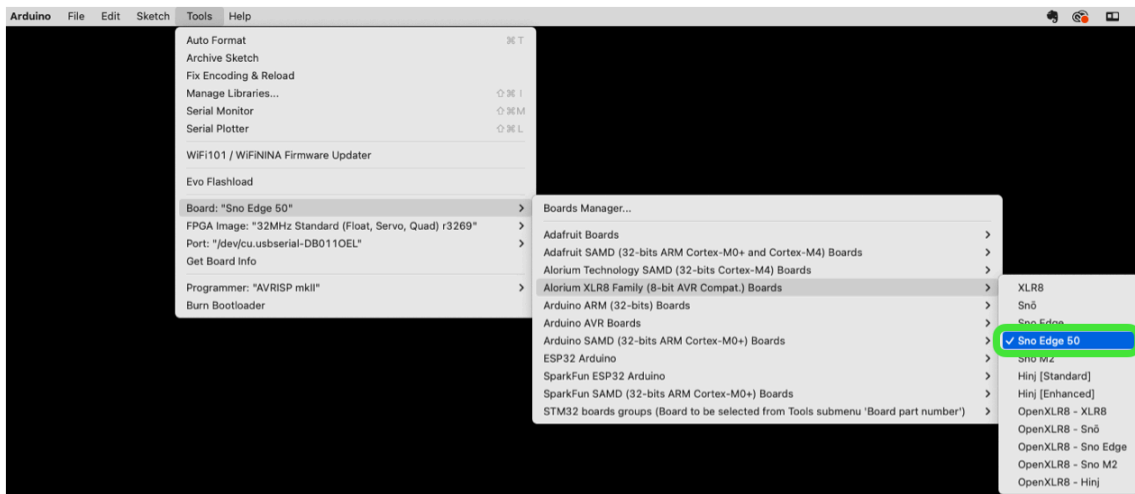 Arduino File Edit Sketch Tools Help
Auto Format ⌘ T
Archive Sketch
Fix Encoding & Reload
Manage Libraries... ⇧ ⌘ I
Serial Monitor ⇧ ⌘ M
Serial Plotter ⇧ ⌘ L
WiFi101 / WiFiNINA Firmware Updater
Evo Flashload
Board: "Sno Edge 50"
FPGA Image: "32MHz Standard (Float, Servo, Quad) r3269"
Port: "/dev/cu.usbserial-DB011OEL"
Get Board Info
Programmer: "AVRISP mkII"
Burn Bootloader
Boards Manager...
Adafruit Boards
Adafruit SAMD (32-bits ARM Cortex-M0+ and Cortex-M4) Boards
Alorium Technology SAMD (32-bits Cortex-M4) Boards
Alorium XLR8 Family (8-bit AVR Compat.) Boards
Arduino ARM (32-bits) Boards
Arduino AVR Boards
Arduino SAMD (32-bits ARM Cortex-M0+) Boards
ESP32 Arduino
SparkFun ESP32 Arduino
SparkFun SAMD (32-bits ARM Cortex-M0+) Boards
STM32 boards groups (Board to be selected from Tools submenu 'Board part number')
XLR8
Snō
Sno Edge
✓ Sno Edge 50
Sno M2
Hinj [Standard]
Hinj [Enhanced]
OpenXLR8 - XLR8
OpenXLR8 - Snō
OpenXLR8 - Sno Edge
OpenXLR8 - Sno M2
OpenXLR8 - Hinj